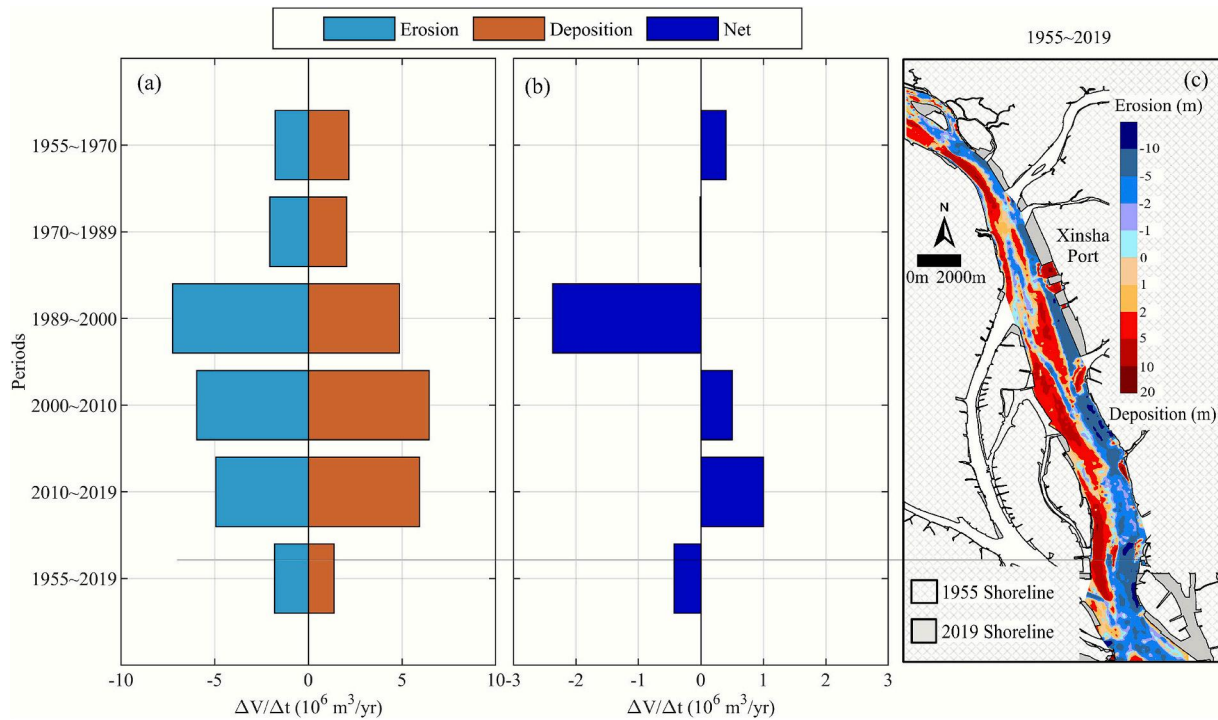 Erosion Deposition Net
1955~2019
(a)
(b)
(c)
Periods
1955~1970
1970~1989
1989~2000
2000~2010
2010~2019
1955~2019
-10 -5 0 5 10
ΔV/Δt (10⁶ m³/yr)
-3 -2 -1 0 1 2 3
ΔV/Δt (10⁶ m³/yr)
Erosion (m)
-10
-5
-2
-1
0
1
2
5
10
20
Deposition (m)
N
0m 2000m
Xinsha
Port
1955 Shoreline
2019 Shoreline